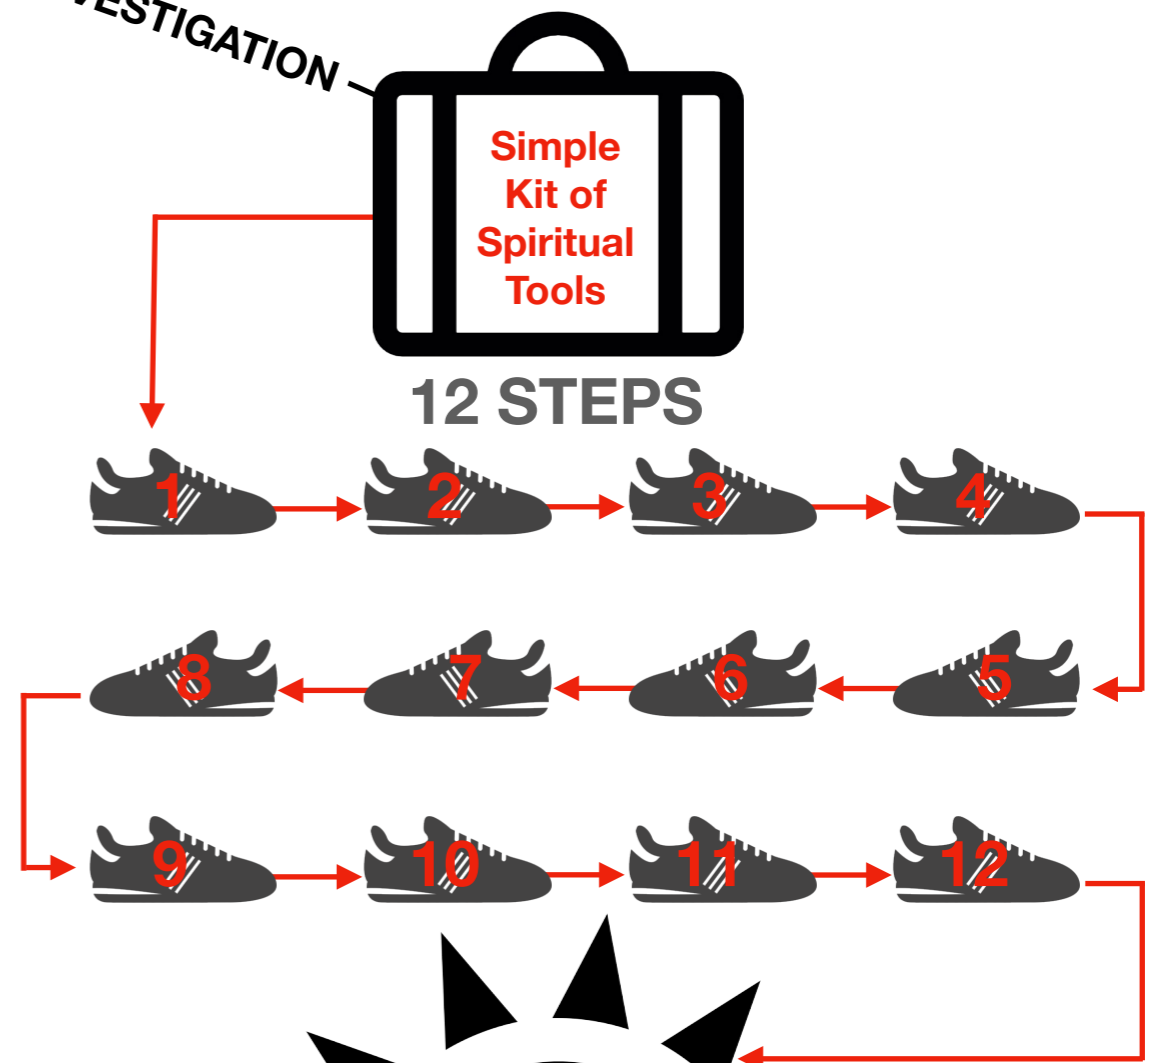 VESTIGATION
Simple
Kit of
Spiritual
Tools
12 STEPS
1 2 3 4
8 7 6 5
9 10 11 12